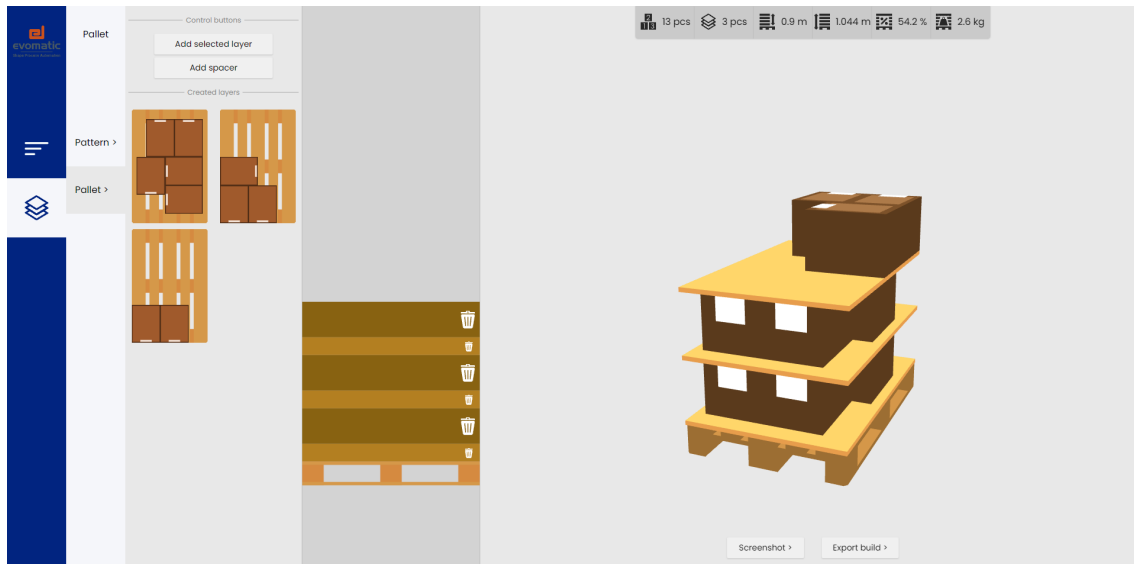 evomatic
Pallet
Pattern >
Pallet >
Control buttons
Add selected layer
Add spacer
Created layers
13 pcs 3 pcs 0.9 m 1.044 m 54.2 % 2.6 kg
Screenshot >
Export build >